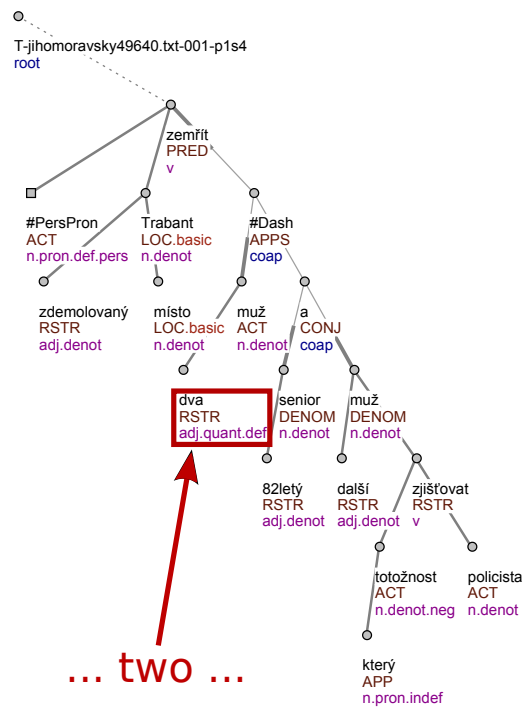 T-jihomoravsky49640.txt-001-p1s4
root
zemřít
PRED
v
#PersPron
ACT
n.pron.def.pers
Trabant
LOC.basic
n.denot
#Dash
APPS
coap
zdemolovaný
RSTR
adj.denot
místo
LOC.basic
n.denot
muž
ACT
n.denot
a
CONJ
coap
dva
RSTR
adj.quant.def
senior
DENOM
n.denot
muž
DENOM
n.denot
82letý
RSTR
adj.denot
další
RSTR
adj.denot
zjišťovat
RSTR
v
totožnost
ACT
n.denot.neg
policista
ACT
n.denot
který
APP
n.pron.indef
... two ...